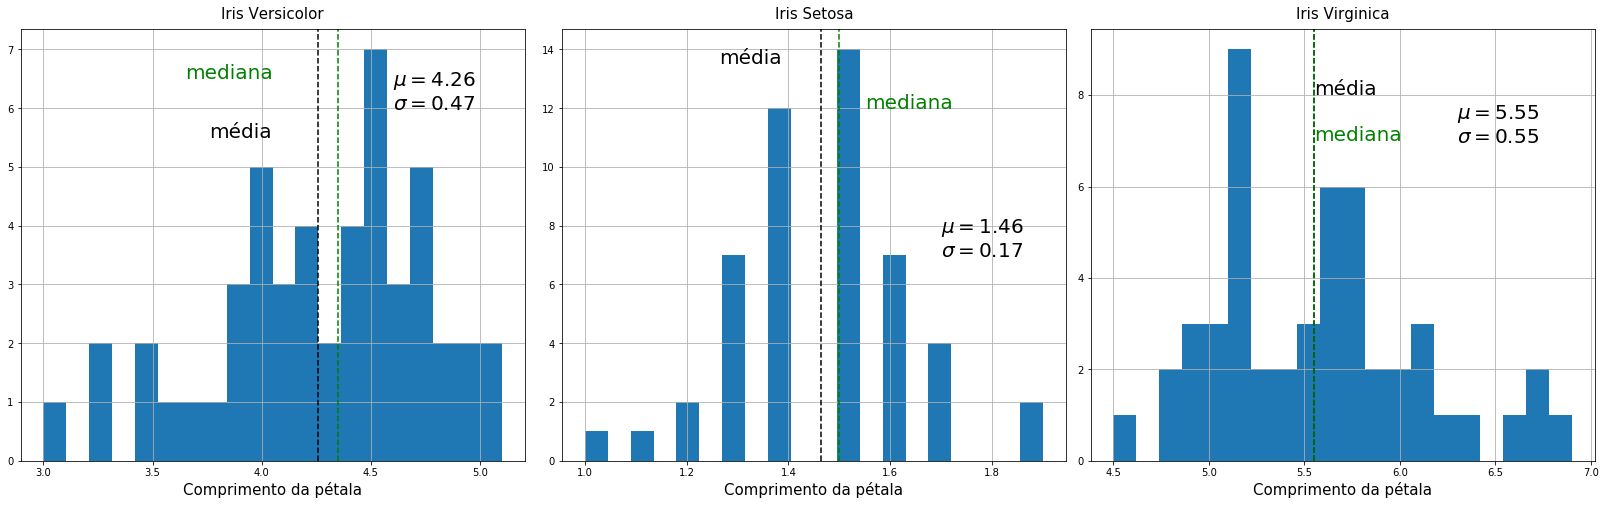 Iris Versicolor
7
6
5
4
3
2
1
0
mediana
média
μ = 4.26
σ = 0.47
3.0 3.5 4.0 4.5 5.0
Comprimento da pétala
Iris Setosa
14
12
10
8
6
4
2
0
média
mediana
μ = 1.46
σ = 0.17
1.0 1.2 1.4 1.6 1.8
Comprimento da pétala
Iris Virginica
8
6
4
2
0
média
mediana
μ = 5.55
σ = 0.55
4.5 5.0 5.5 6.0 6.5 7.0
Comprimento da pétala